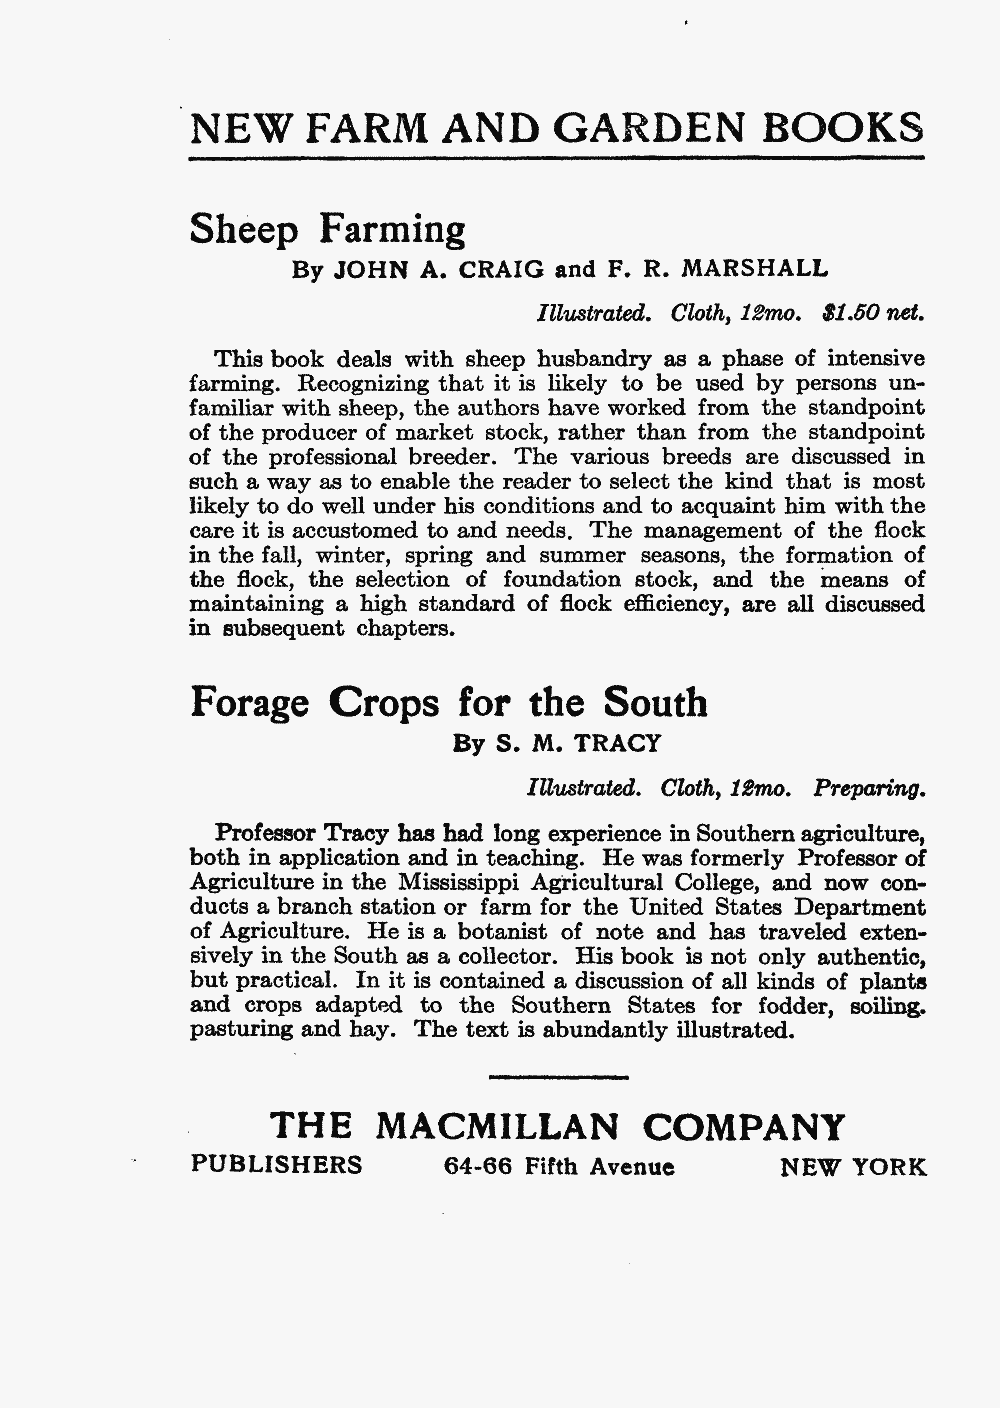 NEW FARM AND GARDEN BOOKS
Sheep Farming
By JOHN A. CRAIG and F. R. MARSHALL
Illustrated. Cloth, 12mo. $1.50 net.
This book deals with sheep husbandry as a phase of intensive
farming. Recognizing that it is likely to be used by persons un-
familiar with sheep, the authors have worked from the standpoint
of the producer of market stock, rather than from the standpoint
of the professional breeder. The various breeds are discussed in
such a way as to enable the reader to select the kind that is most
likely to do well under his conditions and to acquaint him with the
care it is accustomed to and needs. The management of the flock
in the fall, winter, spring and summer seasons, the formation of
the flock, the selection of foundation stock, and the means of
maintaining a high standard of flock efficiency, are all discussed
in subsequent chapters.
Forage Crops for the South
By S. M. TRACY
Illustrated. Cloth, 12mo. Preparing.
Professor Tracy has had long experience in Southern agriculture,
both in application and in teaching. He was formerly Professor of
Agriculture in the Mississippi Agricultural College, and now con-
ducts a branch station or farm for the United States Department
of Agriculture. He is a botanist of note and has traveled exten-
sively in the South as a collector. His book is not only authentic,
but practical. In it is contained a discussion of all kinds of plants
and crops adapted to the Southern States for fodder, soiling.
pasturing and hay. The text is abundantly illustrated.
THE MACMILLAN COMPANY
PUBLISHERS 64-66 Fifth Avenue NEW YORK